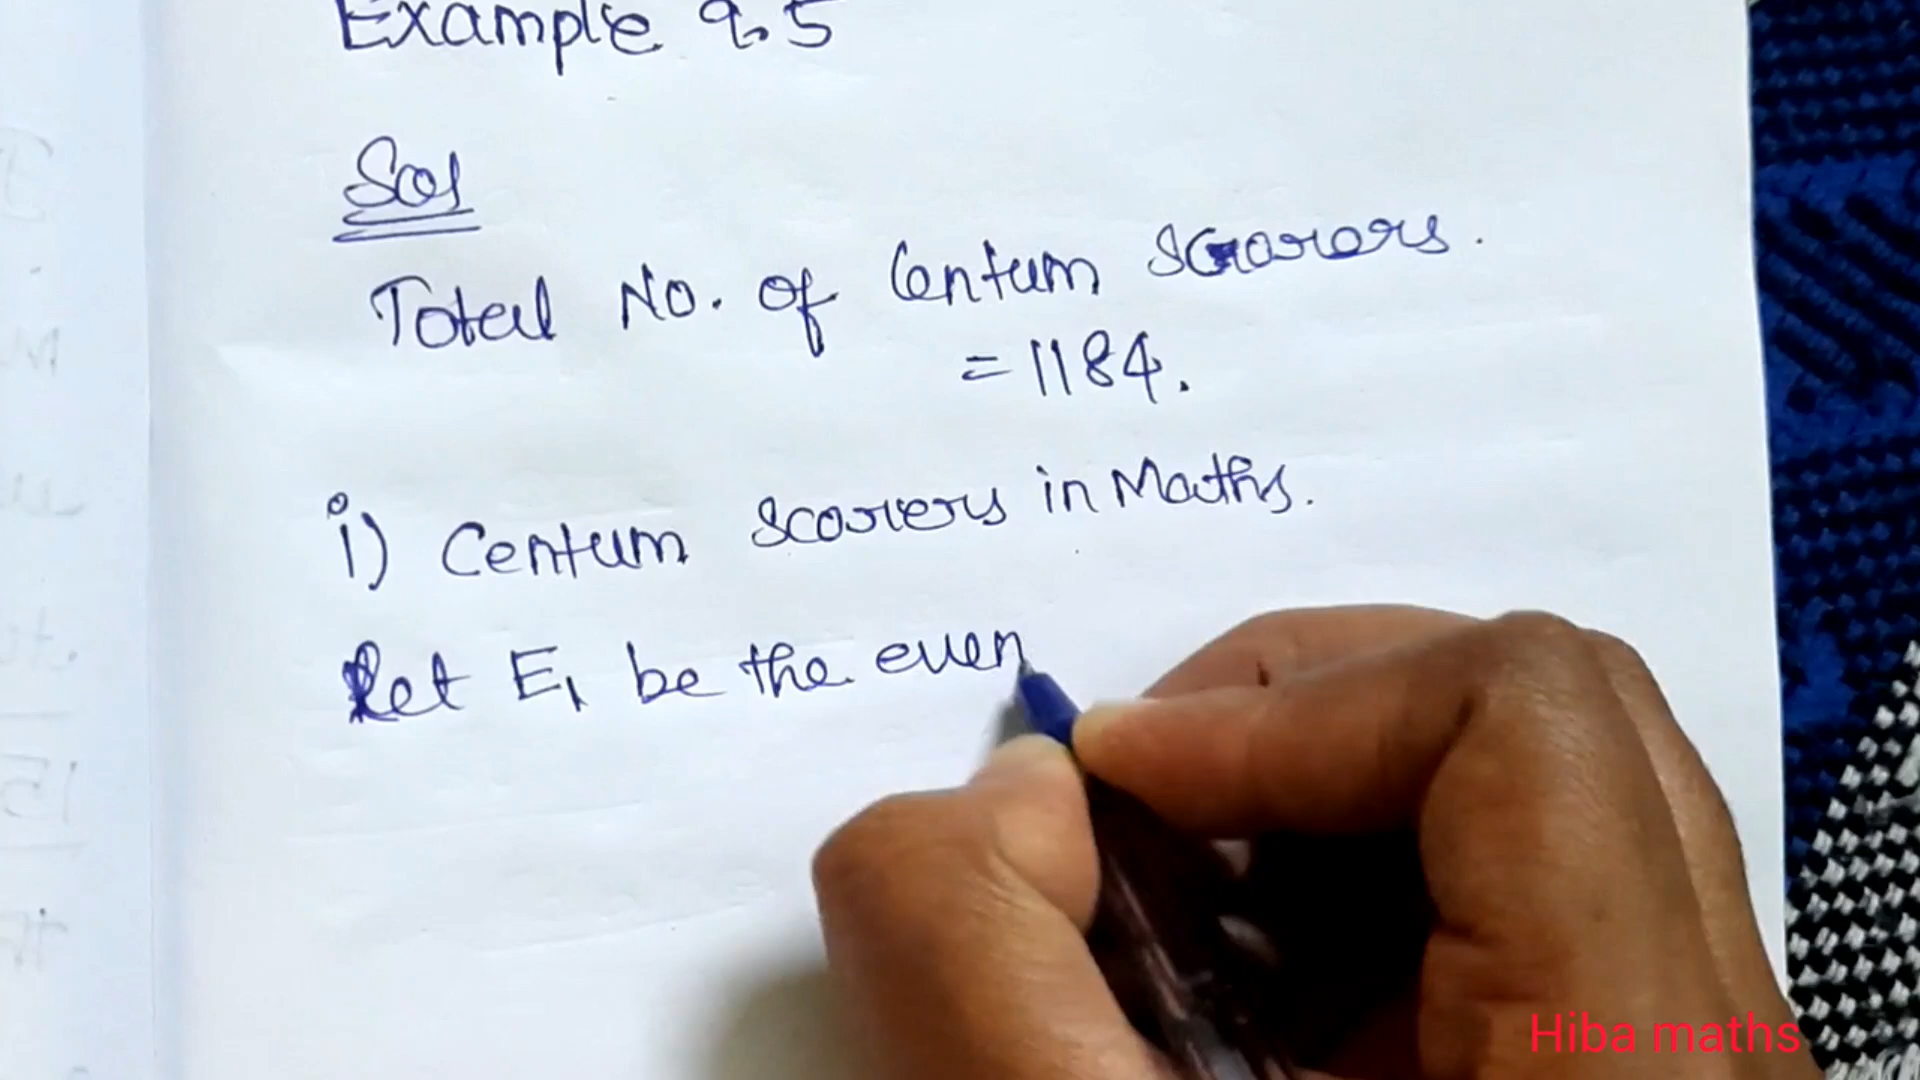 Example 9.5
Sol
Total No. of Centum scorers.
= 1184.
i) Centum scorers in Maths.
Let E1 be the even
Hiba maths